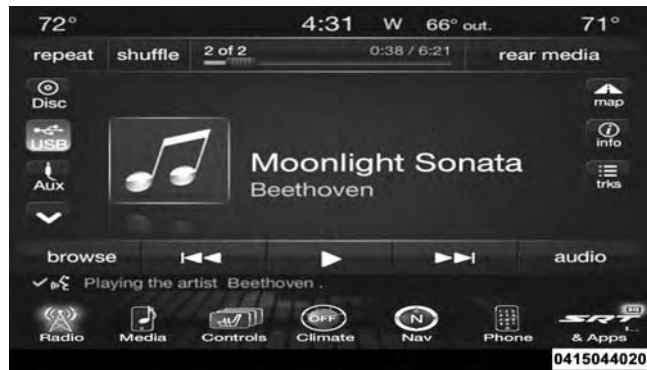 72° 4:31 W 66° out. 71°
repeat shuffle 2 of 2 0:38 / 6:21 rear media
Disc
map
USB
info
Aux
trks
Moonlight Sonata
Beethoven
browse audio
Playing the artist Beethoven .
OFF N SRT
Radio Media Controls Climate Nav Phone & Apps
0415044020